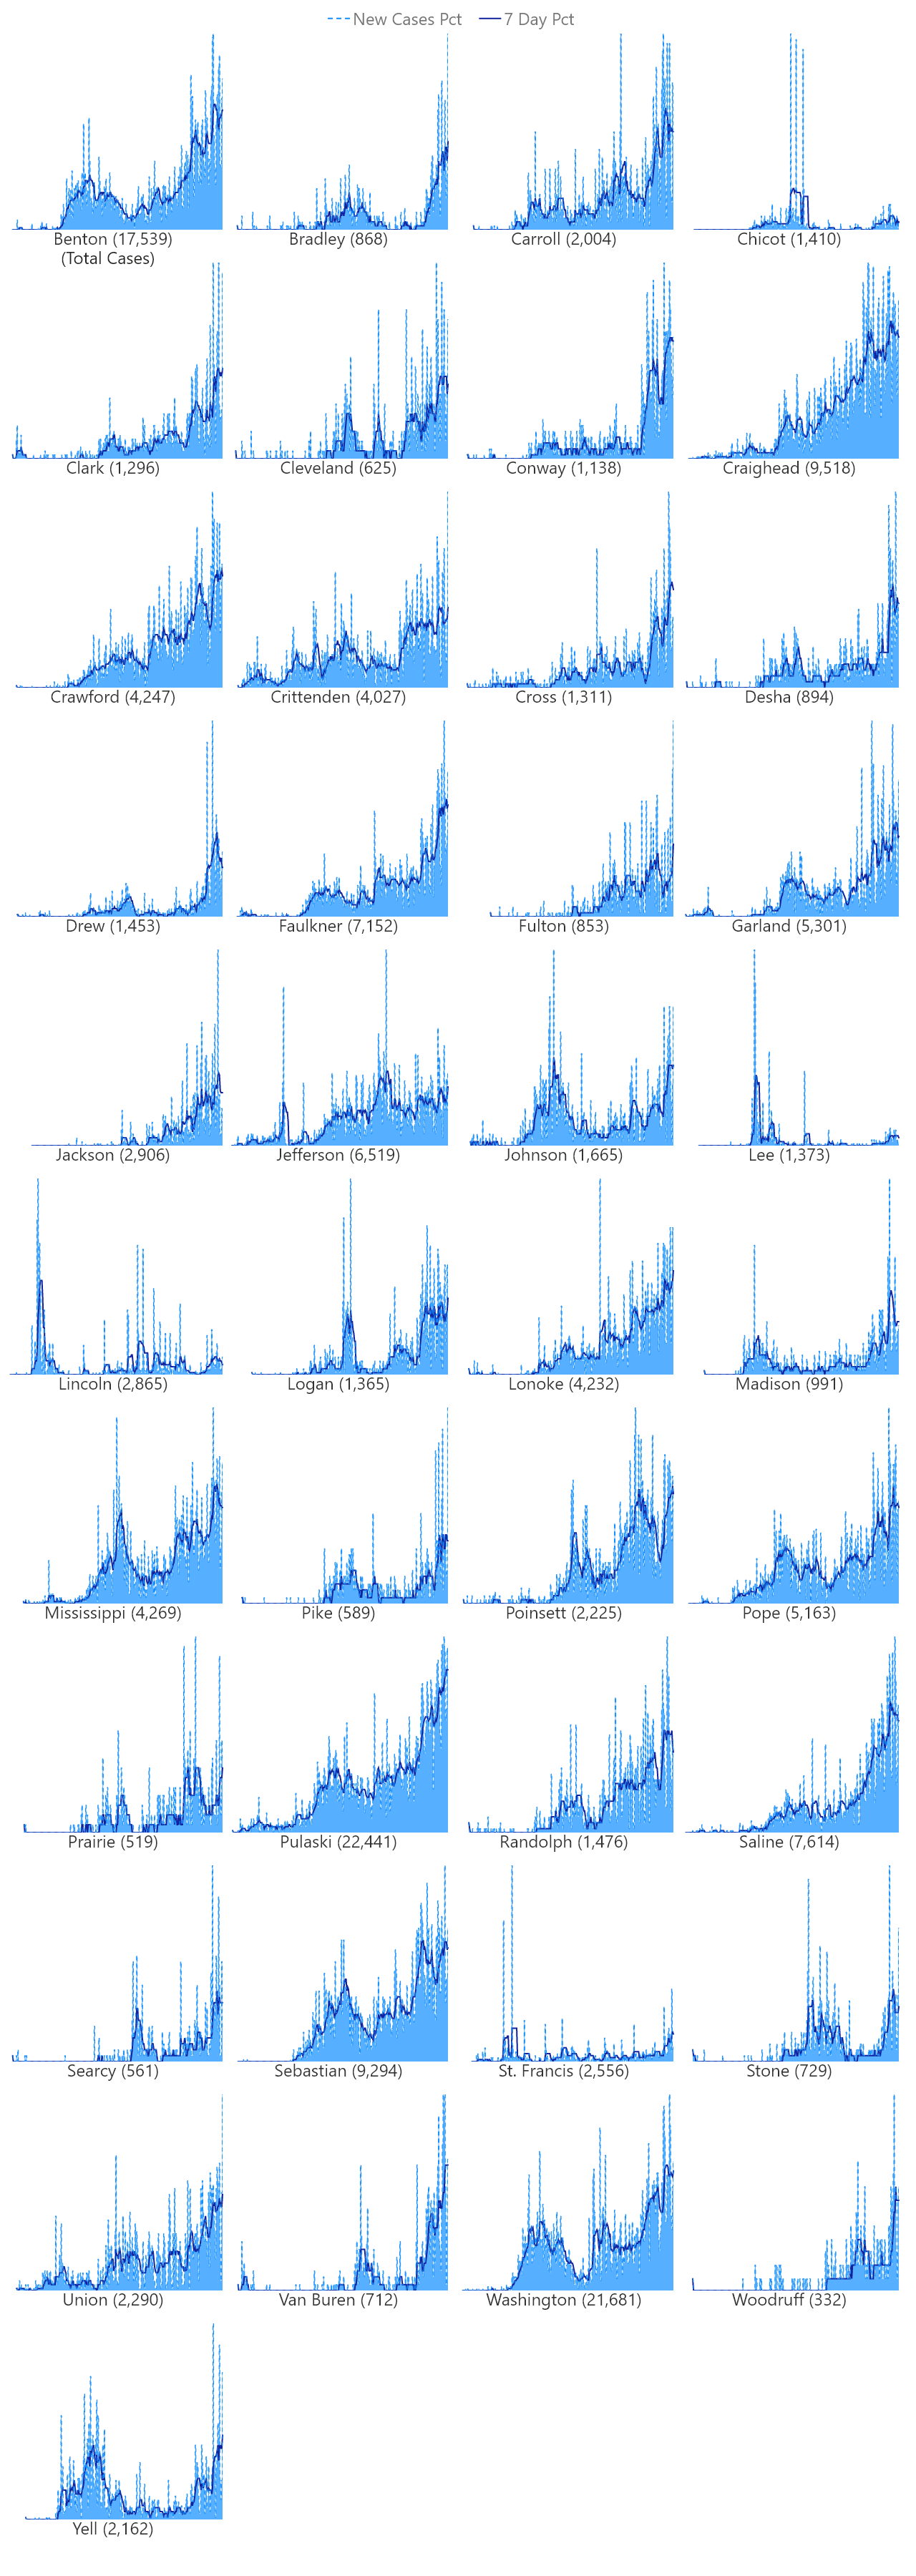 New Cases Pct 7 Day Pct
Benton (17,539) Bradley (868) Carroll (2,004) Chicot (1,410)
(Total Cases)
Clark (1,296) Cleveland (625) Conway (1,138) Craighead (9,518)
Crawford (4,247) Crittenden (4,027) Cross (1,311) Desha (894)
Drew (1,453) Faulkner (7,152) Fulton (853) Garland (5,301)
Jackson (2,906) Jefferson (6,519) Johnson (1,665) Lee (1,373)
Lincoln (2,865) Logan (1,365) Lonoke (4,232) Madison (991)
Mississippi (4,269) Pike (589) Poinsett (2,225) Pope (5,163)
Prairie (519) Pulaski (22,441) Randolph (1,476) Saline (7,614)
Searcy (561) Sebastian (9,294) St. Francis (2,556) Stone (729)
Union (2,290) Van Buren (712) Washington (21,681) Woodruff (332)
Yell (2,162)